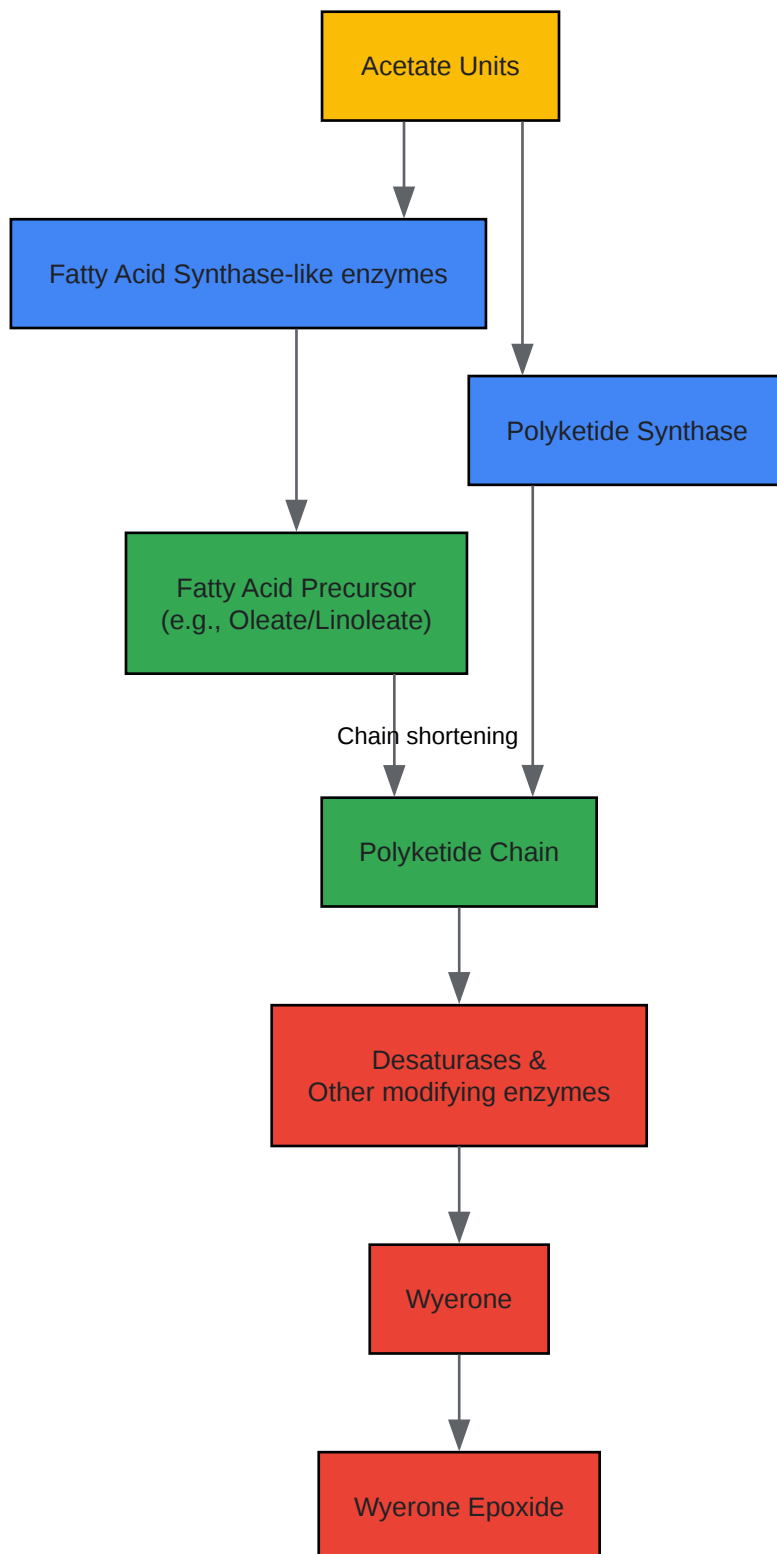 Acetate Units
Fatty Acid Synthase-like enzymes
Polyketide Synthase
Fatty Acid Precursor
(e.g., Oleate/Linoleate)
Chain shortening
Polyketide Chain
Desaturases &
Other modifying enzymes
Wyerone
Wyerone Epoxide